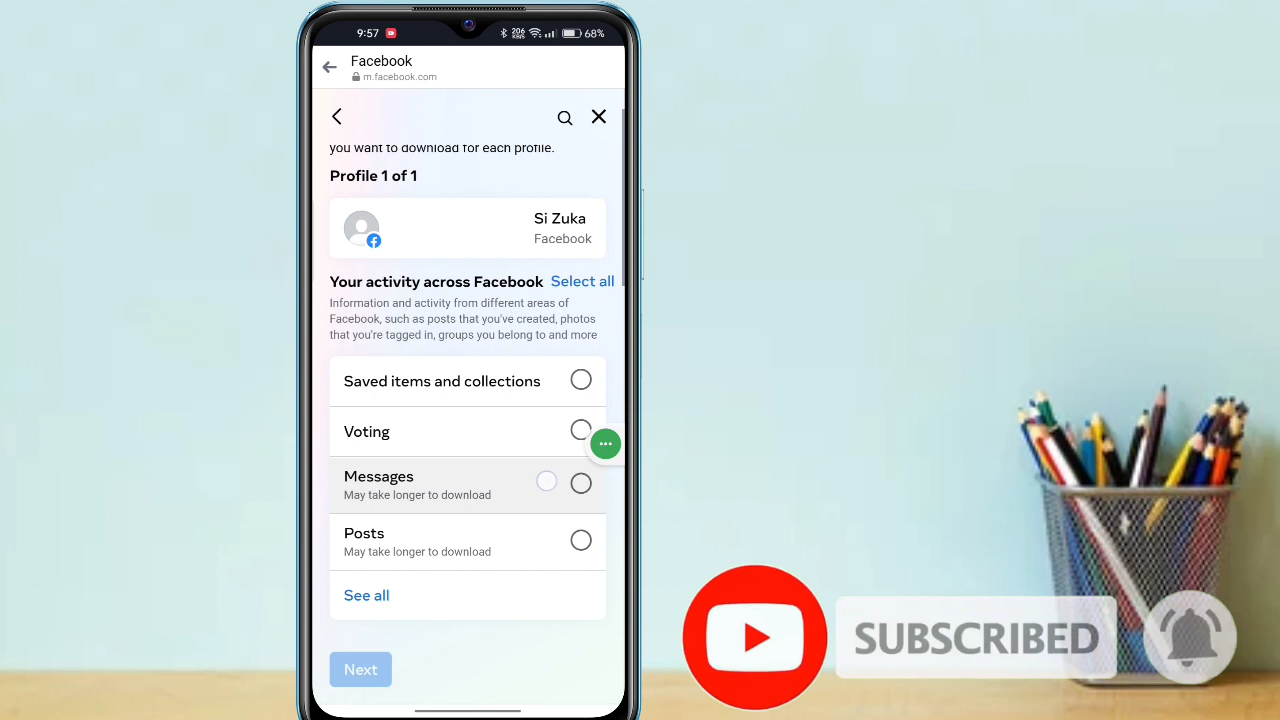 9:57
206 KB/S
68%
Facebook
m.facebook.com
you want to download for each profile.
Profile 1 of 1
Si Zuka
Facebook
Your activity across Facebook Select all
Information and activity from different areas of
Facebook, such as posts that you've created, photos
that you're tagged in, groups you belong to and more
Saved items and collections
Voting
Messages
May take longer to download
Posts
May take longer to download
See all
Next
SUBSCRIBED